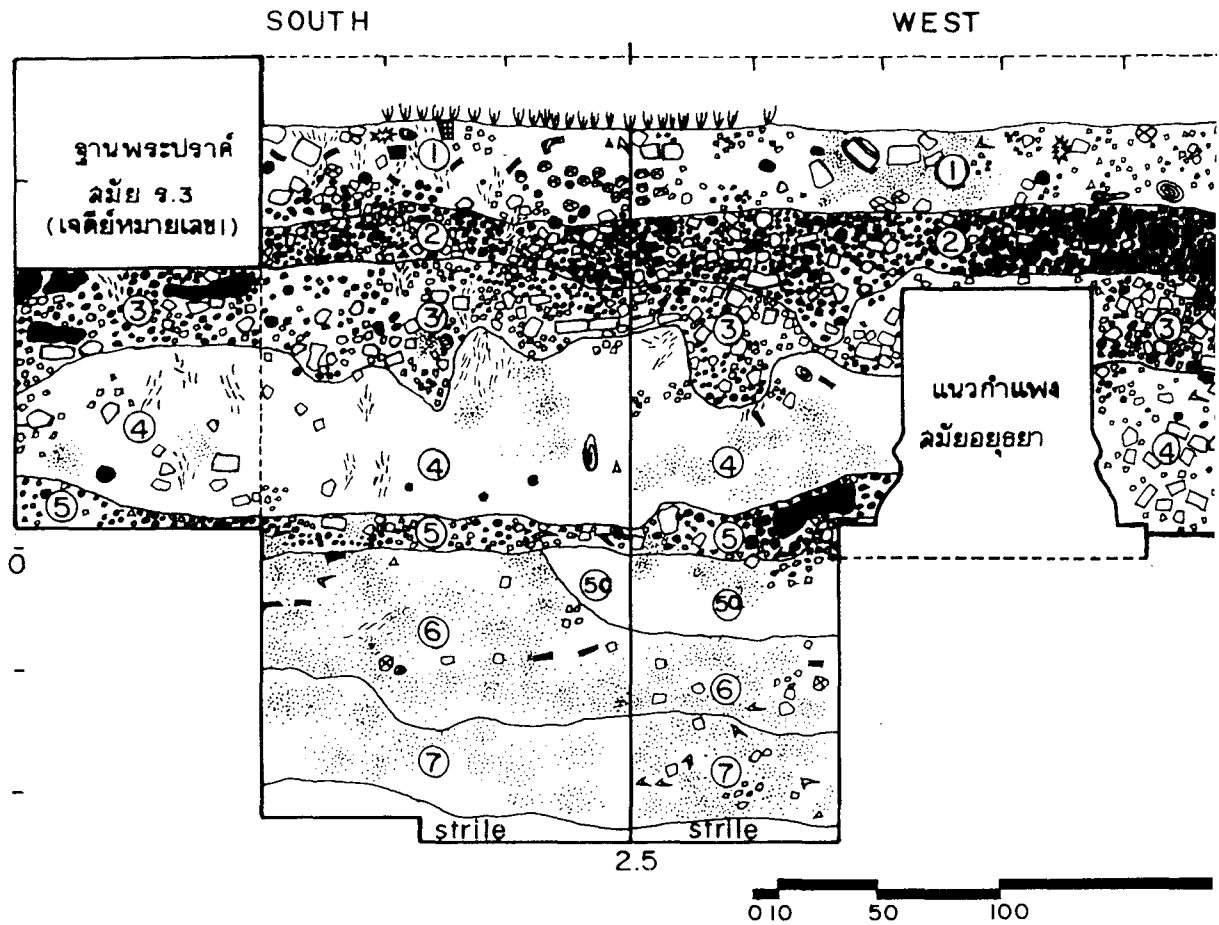 SOUTH WEST
ฐานพระปรางค์
สมัย ร.3
(เจดีย์หมายเลข1)
1 1
2 2
3 3 3 3
แนวกำแพง
สมัยอยุธยา
4 4 4 4
5 5 5
0
5a 5a
6 6
7 7
strile strile
2.5
0 10 50 100